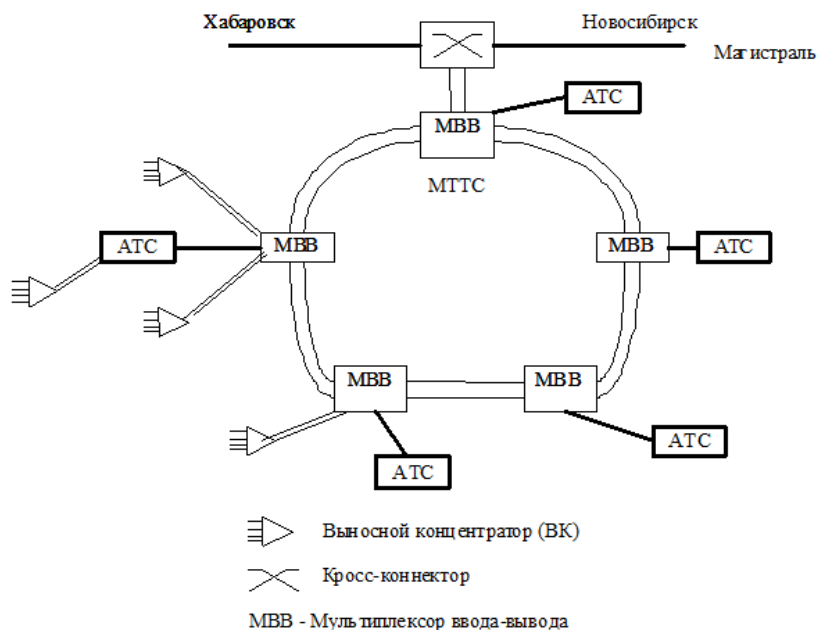 Хабаровск
Новосибирск
Магистраль
АТС
МВВ
МТТС
АТС
МВВ
МВВ
АТС
МВВ
МВВ
АТС
АТС
Выносной концентратор (ВК)
Кросс-коннектор
МВВ - Мультиплексор ввода-вывода